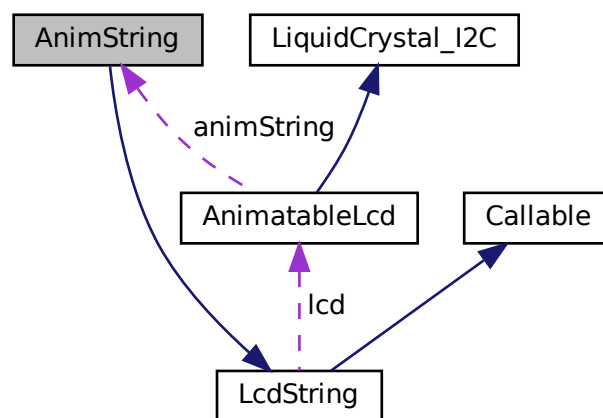 AnimString
LiquidCrystal_I2C
animString
AnimatableLcd
Callable
lcd
LcdString